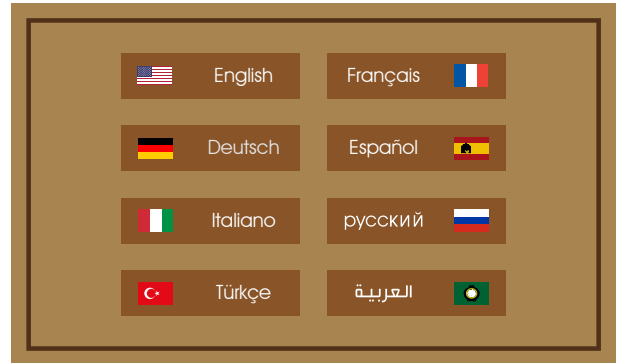 English
Français
Deutsch
Español
Italiano
русский
Türkçe
العربية